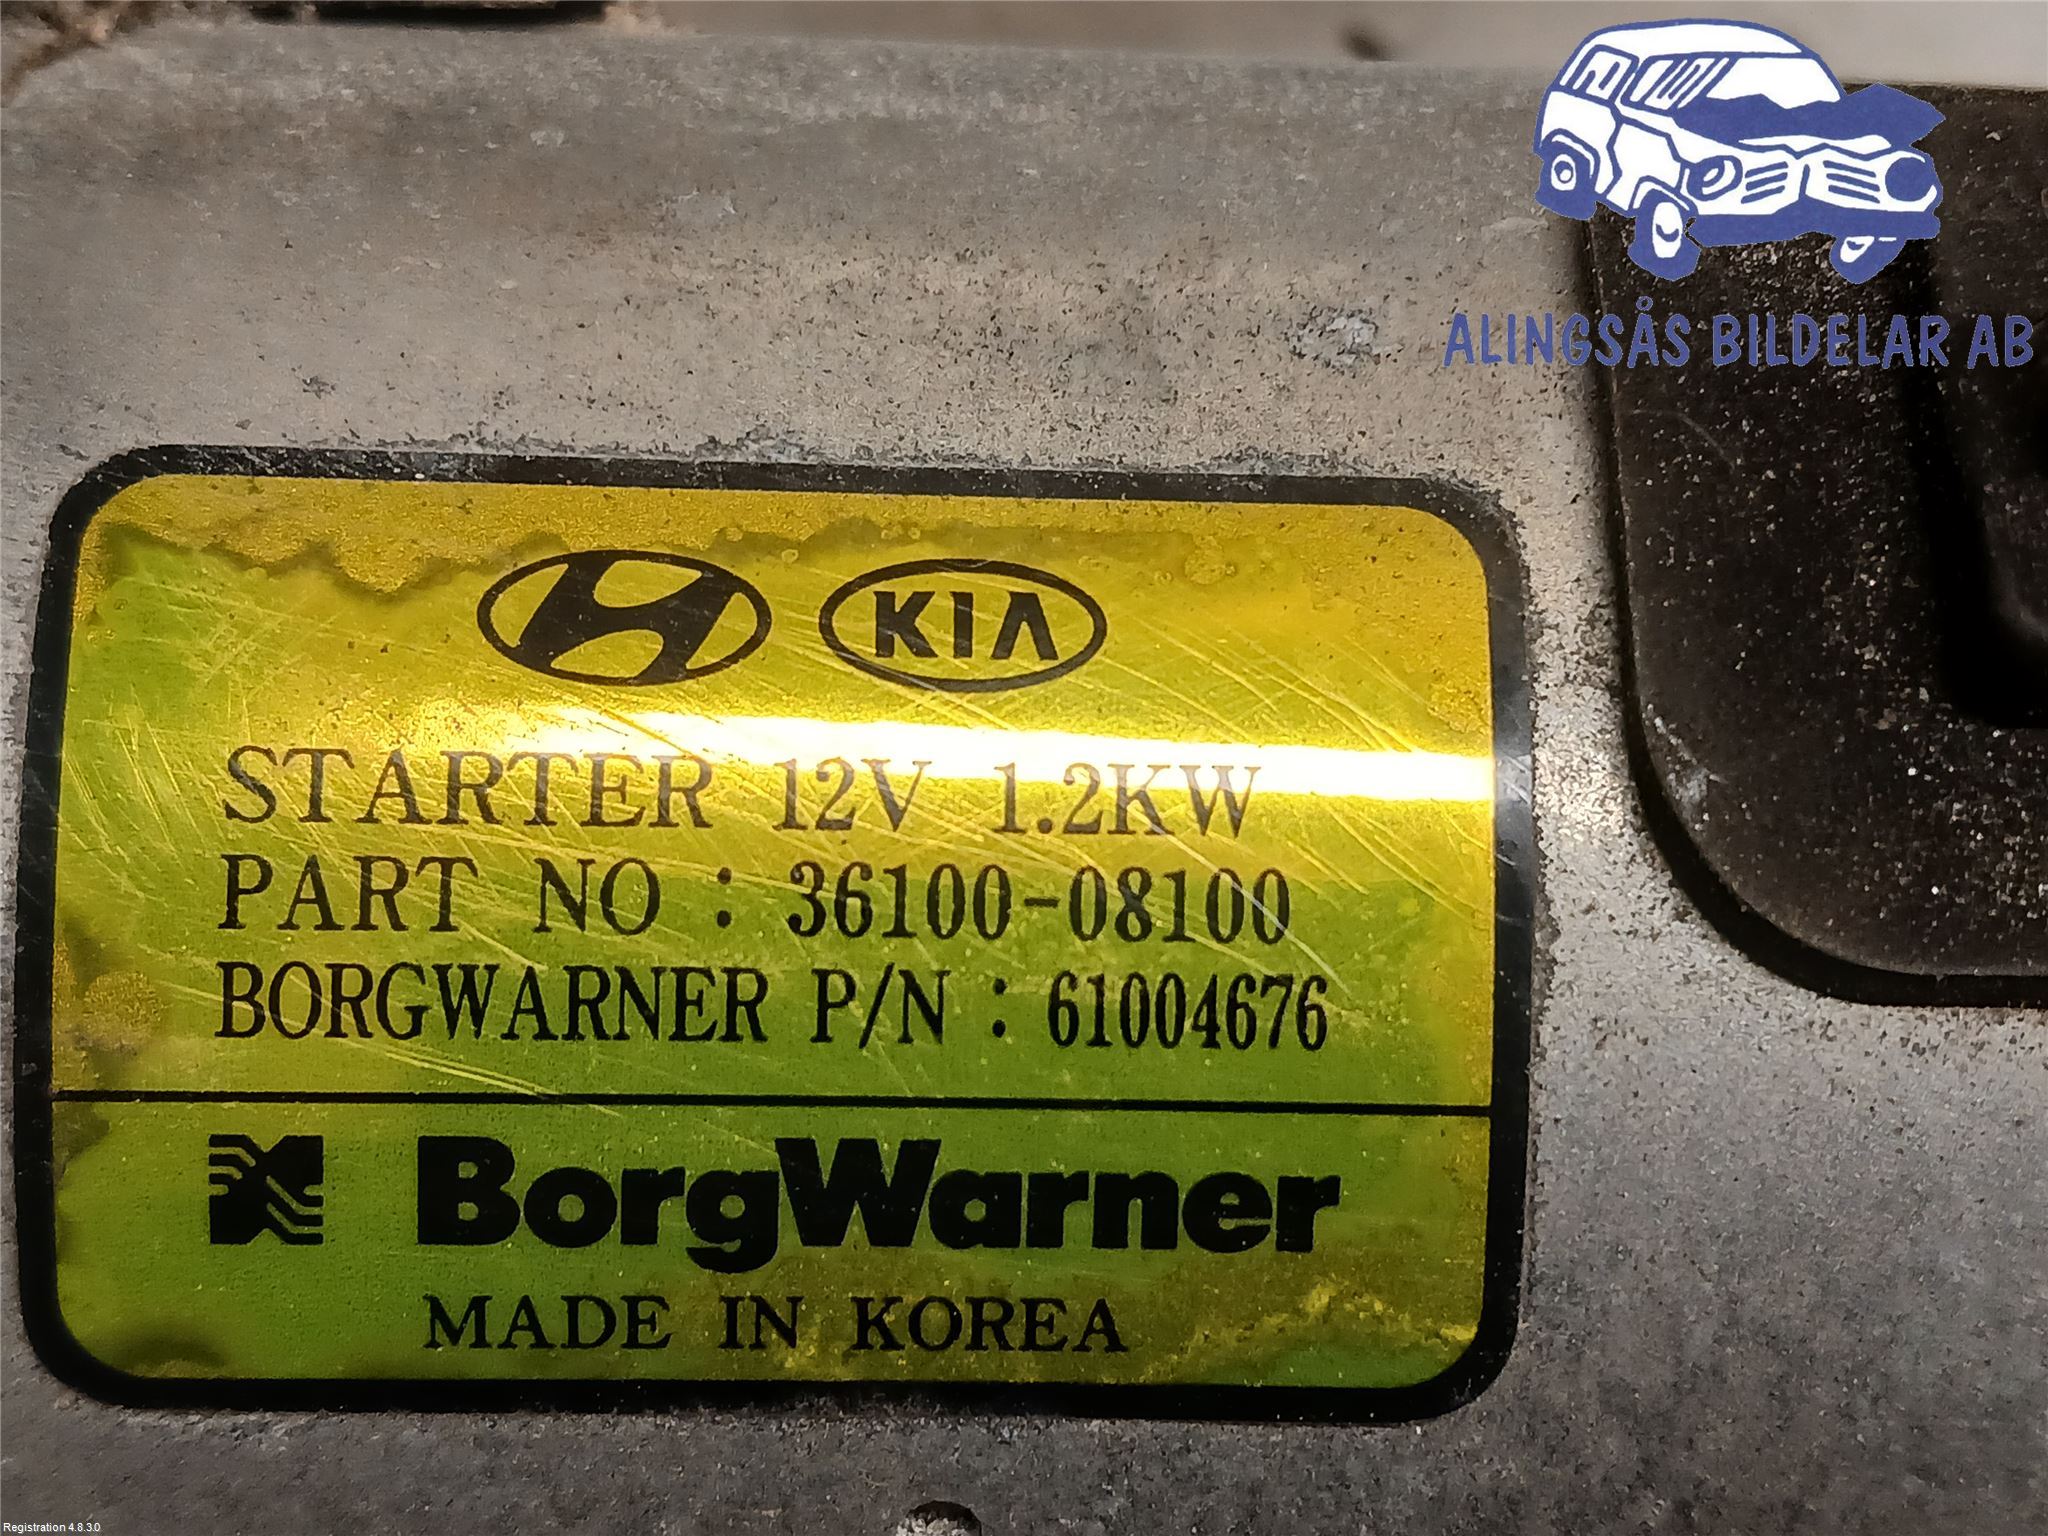 ALINGSÅS BILDELAR AB
KIA
STARTER 12V 1.2KW
PART NO : 36100-08100
BORGWARNER P/N : 61004676
BorgWarner
MADE IN KOREA
Registration 4.8.3.0